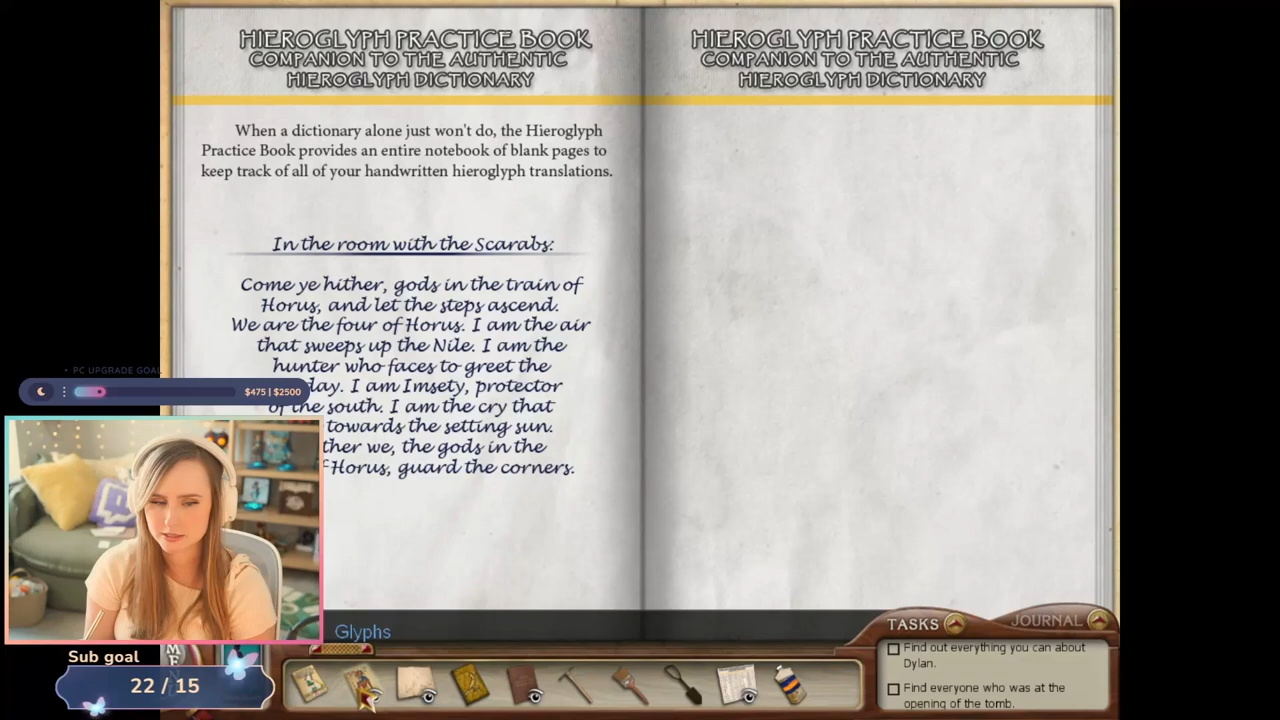 HIEROGLYPH PRACTICE BOOK
COMPANION TO THE AUTHENTIC
HIEROGLYPH DICTIONARY
When a dictionary alone just won't do, the Hieroglyph
Practice Book provides an entire notebook of blank pages to
keep track of all of your handwritten hieroglyph translations.
In the room with the Scarabs:
Come ye hither, gods in the train of
Horus, and let the steps ascend.
We are the four of Horus. I am the air
that sweeps up the Nile. I am the
hunter who faces to greet the
day. I am Imsety, protector
of the south. I am the cry that
towards the setting sun.
we, the gods in the
Horus, guard the corners.
HIEROGLYPH PRACTICE BOOK
COMPANION TO THE AUTHENTIC
HIEROGLYPH DICTIONARY
• PC UPGRADE GOAL
$475 | $2500
Sub goal
22 / 15
Glyphs
TASKS
JOURNAL
Find out everything you can about
Dylan.
Find everyone who was at the
opening of the tomb.